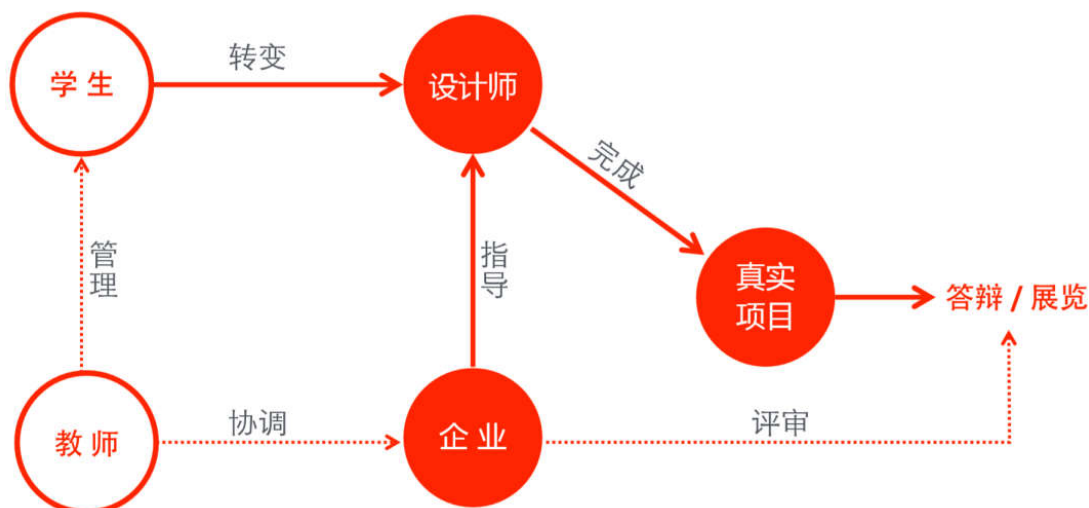 转变
学生
设计师
完成
管理
指导
真实
项目
答辩 / 展览
教师
协调
企业
评审